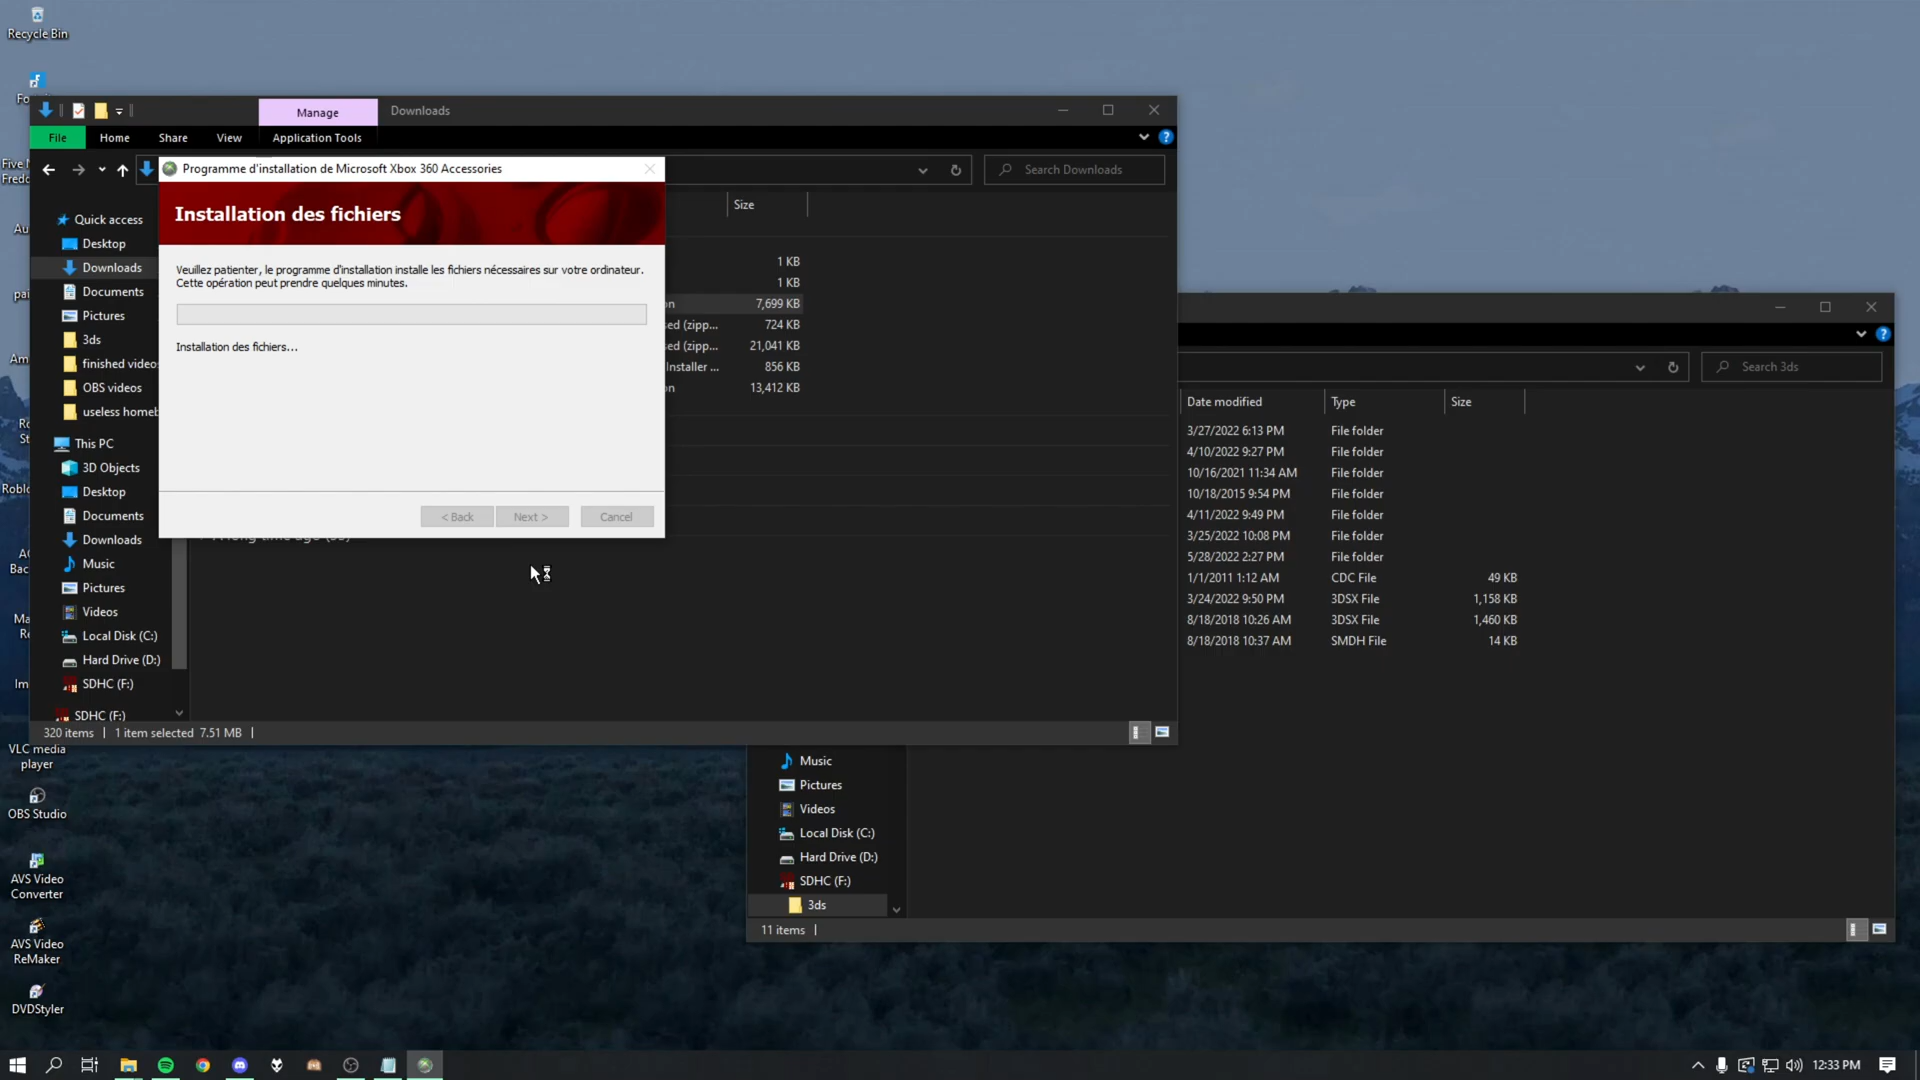 Recycle Bin
Manage
Downloads
File
Home
Share
View
Application Tools
Programme d'installation de Microsoft Xbox 360 Accessories
Search Downloads
Installation des fichiers
Size
Veuillez patienter, le programme d'installation installe les fichiers nécessaires sur votre ordinateur.
Cette opération peut prendre quelques minutes.
Installation des fichiers...
< Back
Next >
Cancel
Quick access
Desktop
Downloads
Documents
Pictures
3ds
finished video
OBS videos
useless homeb
This PC
3D Objects
Desktop
Documents
Downloads
Music
Pictures
Videos
Local Disk (C:)
Hard Drive (D:)
SDHC (F:)
SDHC (F:)
1 KB
1 KB
on 7,699 KB
sed (zipp... 724 KB
sed (zipp... 21,041 KB
Installer ... 856 KB
on 13,412 KB
320 items
1 item selected 7.51 MB
Search 3ds
Date modified Type Size
3/27/2022 6:13 PM File folder
4/10/2022 9:27 PM File folder
10/16/2021 11:34 AM File folder
10/18/2015 9:54 PM File folder
4/11/2022 9:49 PM File folder
3/25/2022 10:08 PM File folder
5/28/2022 2:27 PM File folder
1/1/2011 1:12 AM CDC File 49 KB
3/24/2022 9:50 PM 3DSX File 1,158 KB
8/18/2018 10:26 AM 3DSX File 1,460 KB
8/18/2018 10:37 AM SMDH File 14 KB
Music
Pictures
Videos
Local Disk (C:)
Hard Drive (D:)
SDHC (F:)
3ds
11 items
VLC media
player
OBS Studio
AVS Video
Converter
AVS Video
ReMaker
DVDStyler
12:33 PM